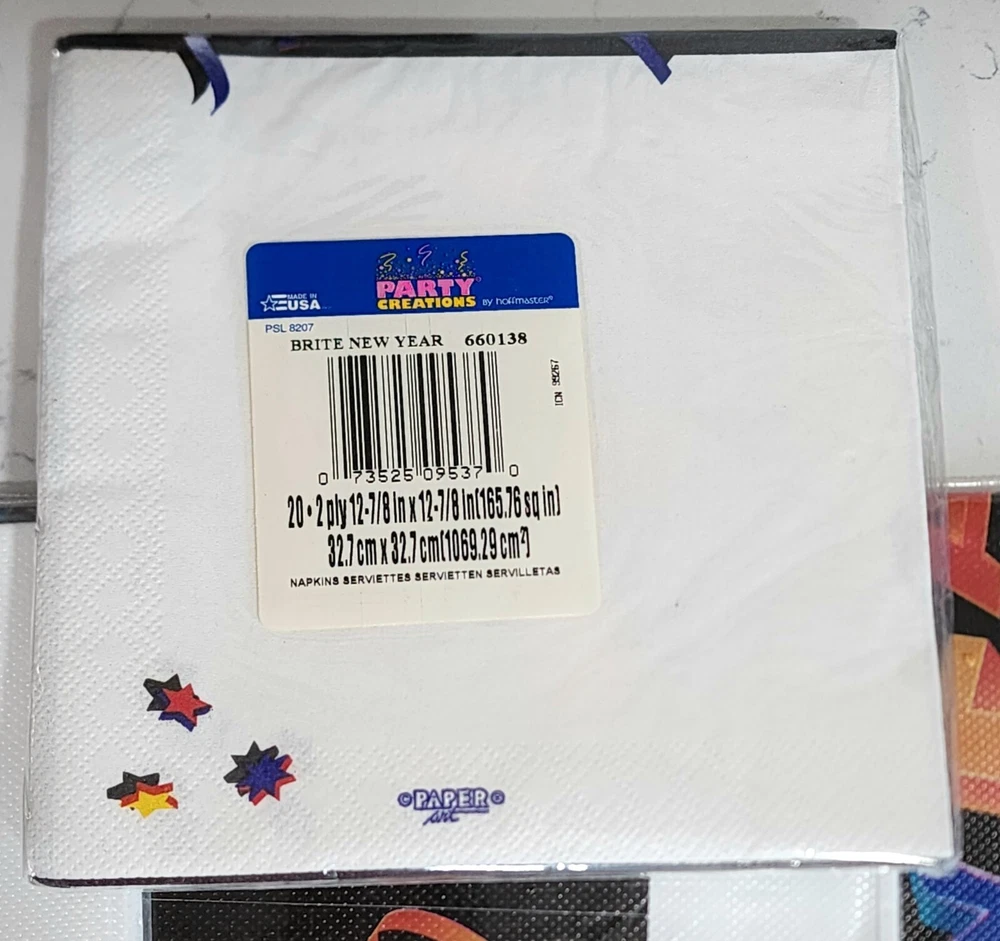 MADE IN
USA
PARTY
CREATIONS BY hoffmaster®
PSL 8207
BRITE NEW YEAR 660138
ICN 99267
0 73525 09537 0
20 • 2 ply 12-7/8 in x 12-7/8 in(165.76 sq in)
32.7 cm x 32.7 cm(1069.29 cm²)
NAPKINS SERVIETTES SERVIETTEN SERVILLETAS
©PAPER®
art